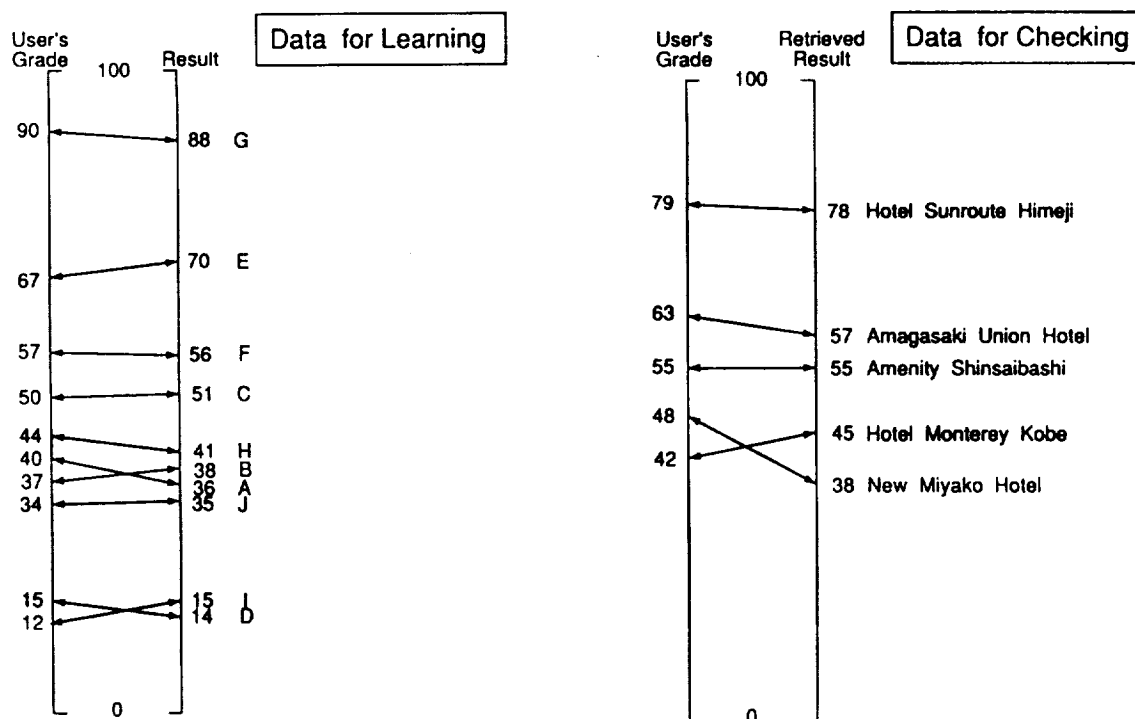 Data for Learning
User's Grade
Result
100
90
88 G
67
70 E
57
56 F
50
51 C
44
41 H
40
38 B
37
36 A
34
35 J
15
15 I
12
14 D
0
Data for Checking
User's Grade
Retrieved Result
100
79
78 Hotel Sunroute Himeji
63
57 Amagasaki Union Hotel
55
55 Amenity Shinsaibashi
48
45 Hotel Monterey Kobe
42
38 New Miyako Hotel
0